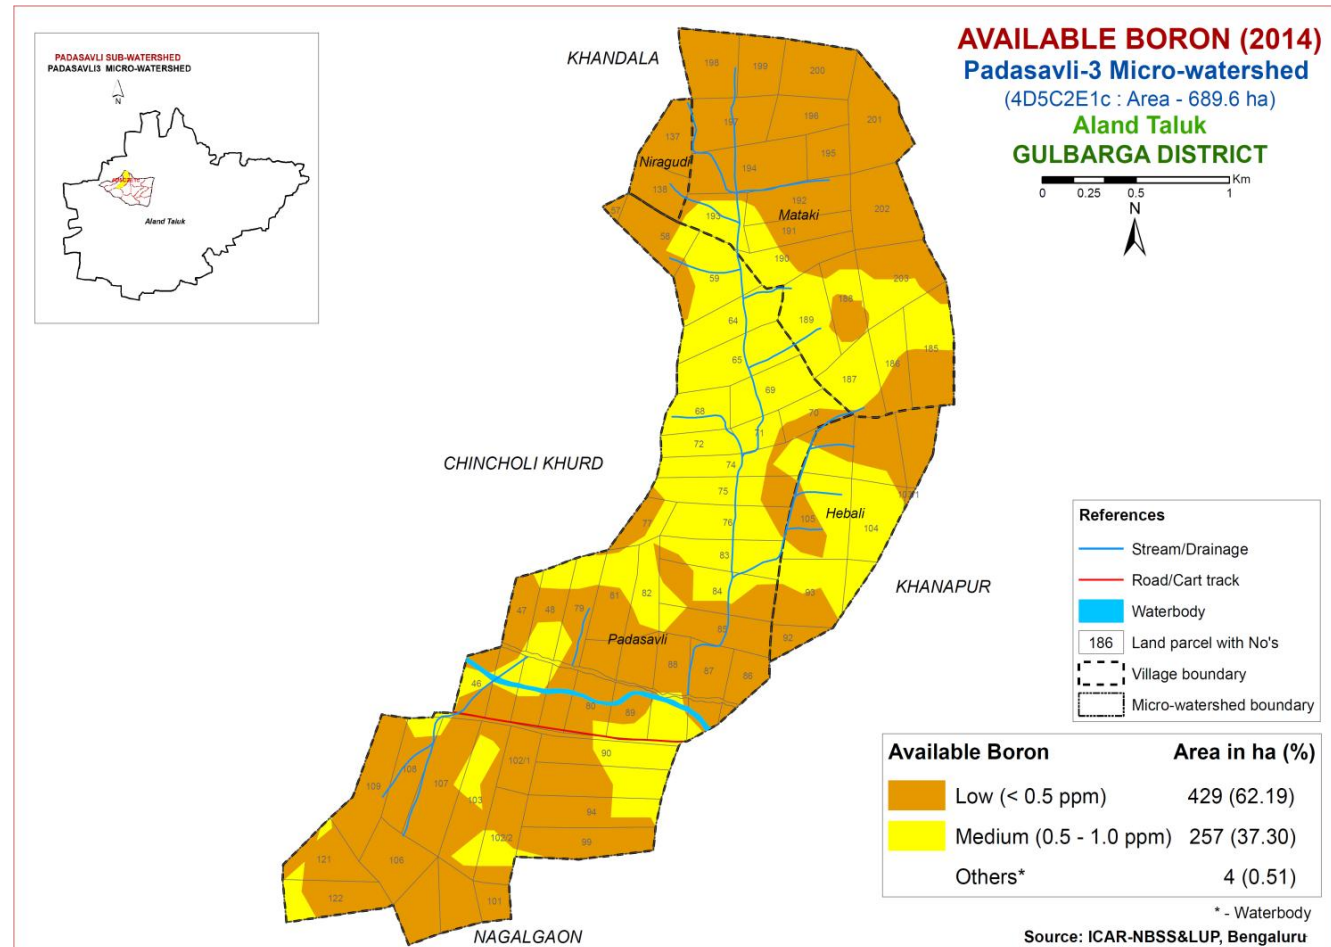 PADASAVLI SUB-WATERSHED
PADASAVLI3 MICRO-WATERSHED
N
Aland Taluk
AVAILABLE BORON (2014)
Padasavli-3 Micro-watershed
(4D5C2E1c : Area - 689.6 ha)
Aland Taluk
GULBARGA DISTRICT
Km
0 0.25 0.5 1
N
KHANDALA
198 199 200
197 196 201
137
195
Niragudi 194
138
192
57 193 Mataki 202
58 191
190
59 203
188
64 189
65 185
186
187
69
68 70
71
72
CHINCHOLI KHURD 74
75 107/1
77 76 105 Hebali 104
83
KHANAPUR
84 93
47 48 79 81 82
85
Padasavli 92
88 87 86
46
80 89
90
102/1
108
109 107
103
94
102/2
99
121 106
122
101
NAGALGAON
References
Stream/Drainage
Road/Cart track
Waterbody
186 Land parcel with No's
Village boundary
Micro-watershed boundary
Available Boron Area in ha (%)
Low (< 0.5 ppm) 429 (62.19)
Medium (0.5 - 1.0 ppm) 257 (37.30)
Others* 4 (0.51)
* - Waterbody
Source: ICAR-NBSS&LUP, Bengaluru